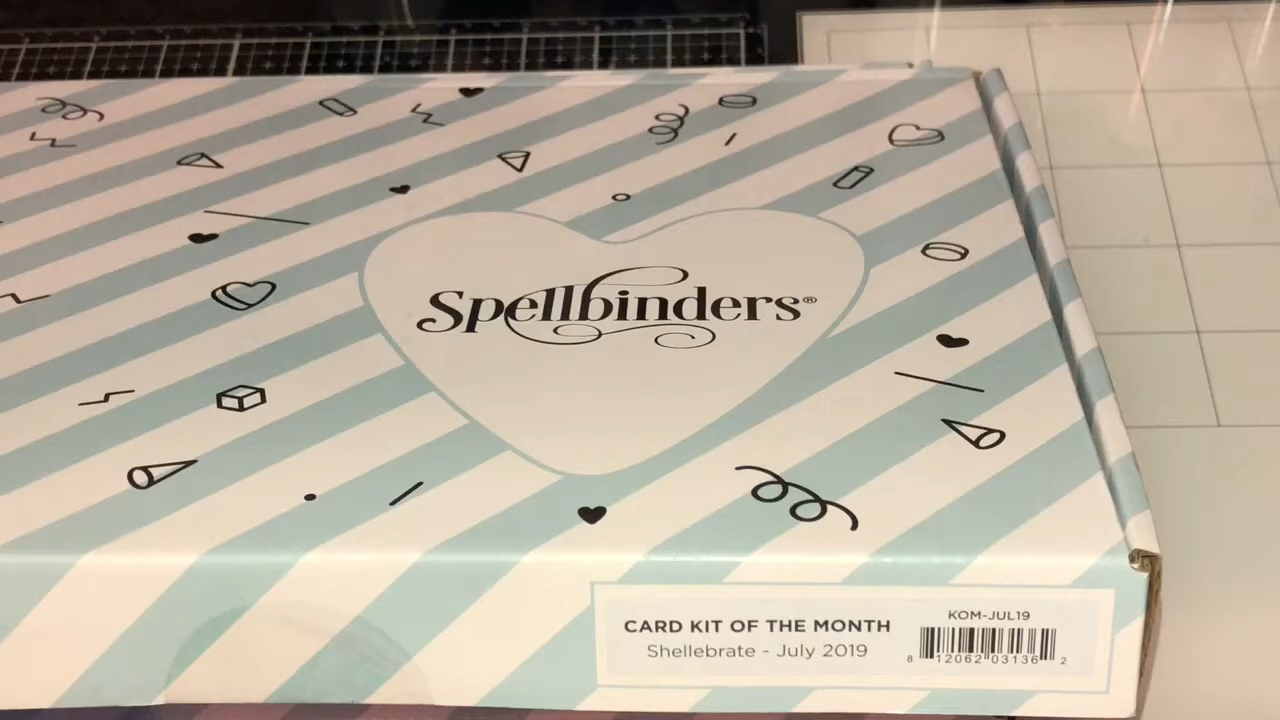 Spellbinders®
CARD KIT OF THE MONTH
Shellebrate - July 2019
KOM-JUL19
8 12062 03136 2